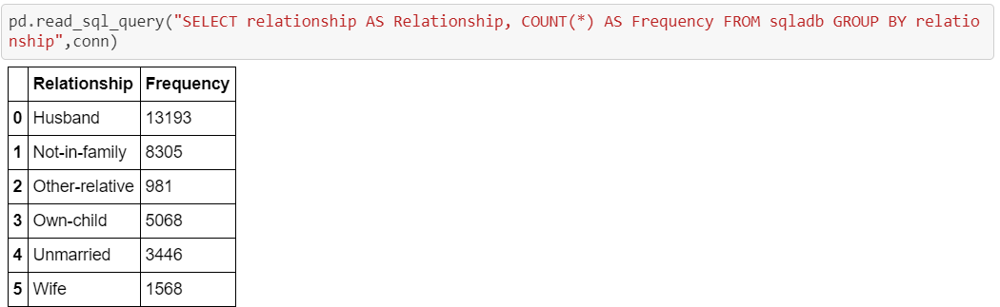 pd.read_sql_query("SELECT relationship AS Relationship, COUNT(*) AS Frequency FROM sqladb GROUP BY relatio
nship",conn)
Relationship Frequency
0 Husband 13193
1 Not-in-family 8305
2 Other-relative 981
3 Own-child 5068
4 Unmarried 3446
5 Wife 1568